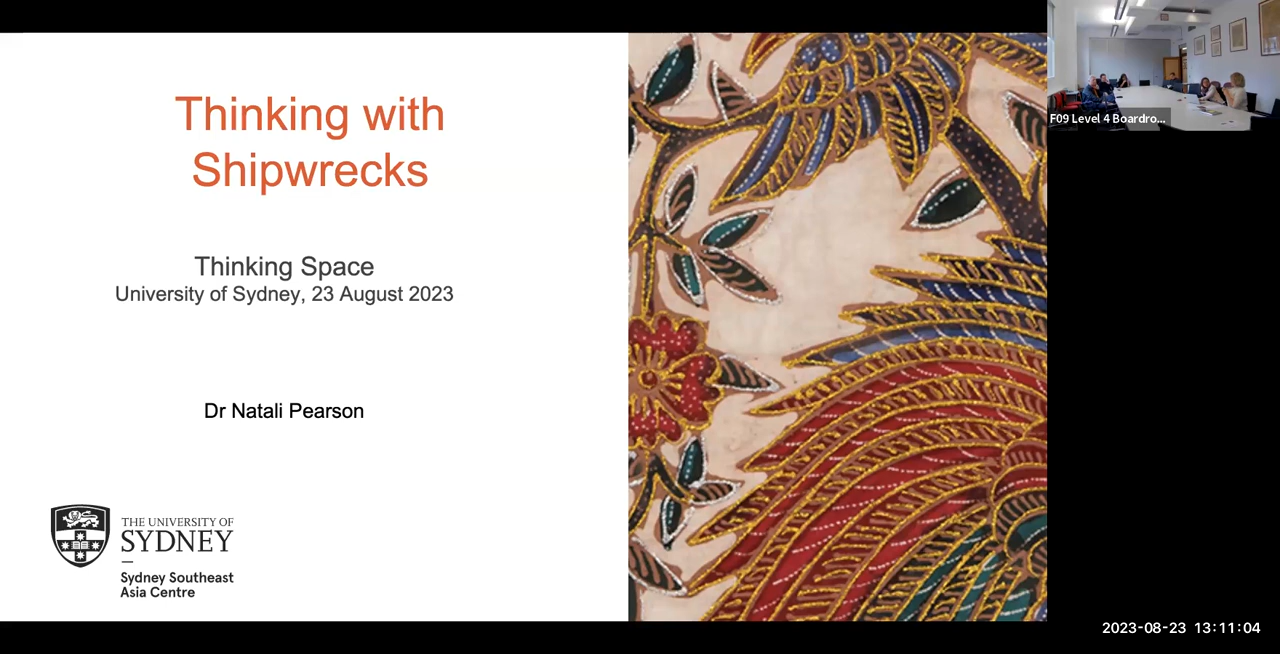 Thinking with
Shipwrecks
Thinking Space
University of Sydney, 23 August 2023
Dr Natali Pearson
THE UNIVERSITY OF
SYDNEY
Sydney Southeast
Asia Centre
F09 Level 4 Boardro...
2023-08-23 13:11:04